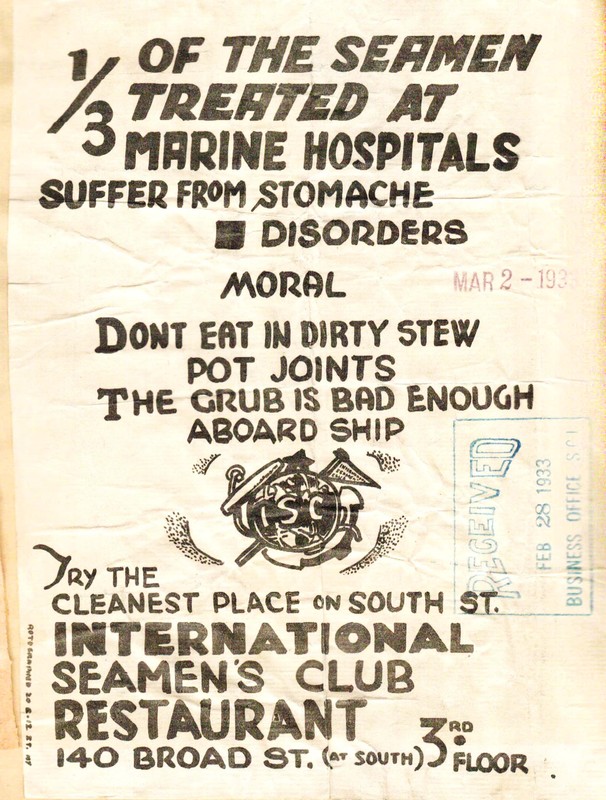 1/3 OF THE SEAMEN
TREATED AT
MARINE HOSPITALS
SUFFER FROM STOMACHE
DISORDERS
MORAL
MAR 2 - 193
DONT EAT IN DIRTY STEW
POT JOINTS
THE GRUB IS BAD ENOUGH
ABOARD SHIP
ISC
RECEIVED
FEB 28 1933
BUSINESS OFFICE S.C.I.
TRY THE
CLEANEST PLACE ON SOUTH ST.
INTERNATIONAL
SEAMEN'S CLUB
RESTAURANT
140 BROAD ST. (AT SOUTH) 3RD FLOOR